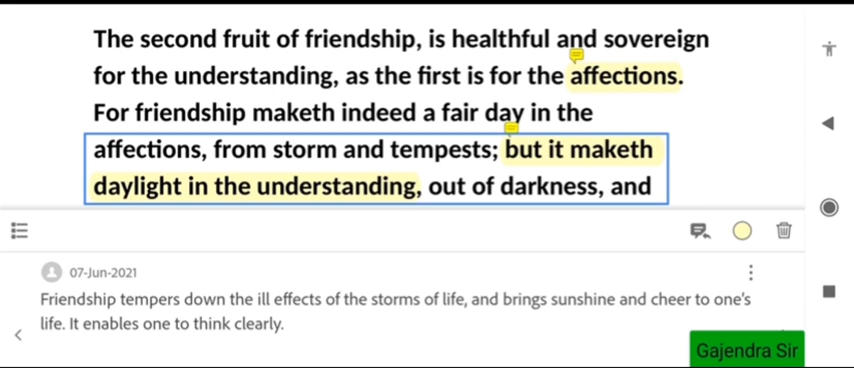 The second fruit of friendship, is healthful and sovereign
for the understanding, as the first is for the affections.
For friendship maketh indeed a fair day in the
affections, from storm and tempests; but it maketh
daylight in the understanding, out of darkness, and
07-Jun-2021
Friendship tempers down the ill effects of the storms of life, and brings sunshine and cheer to one's
life. It enables one to think clearly.
Gajendra Sir